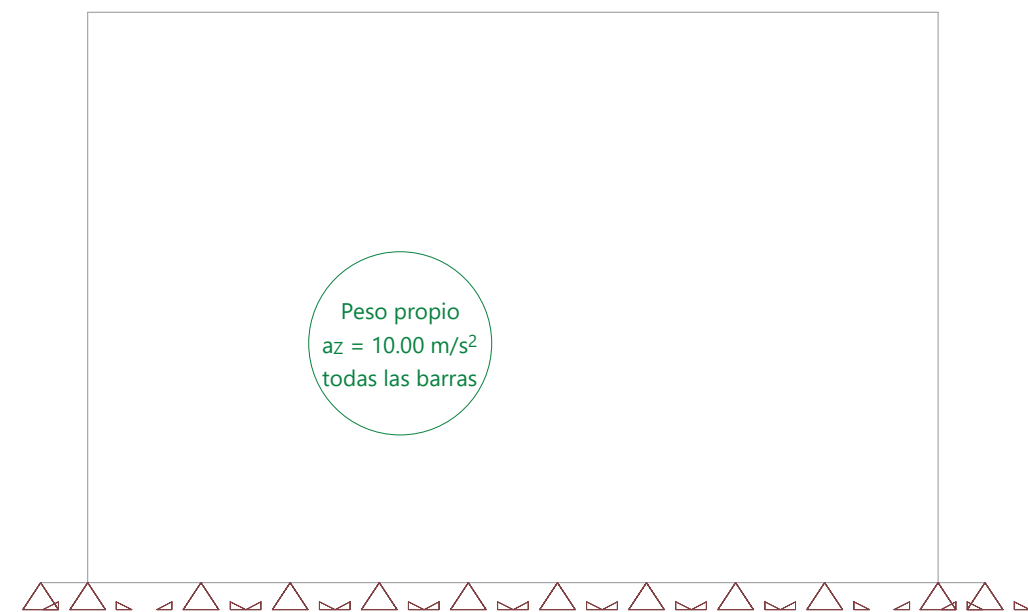 Peso propio
az = 10.00 m/s²
todas las barras